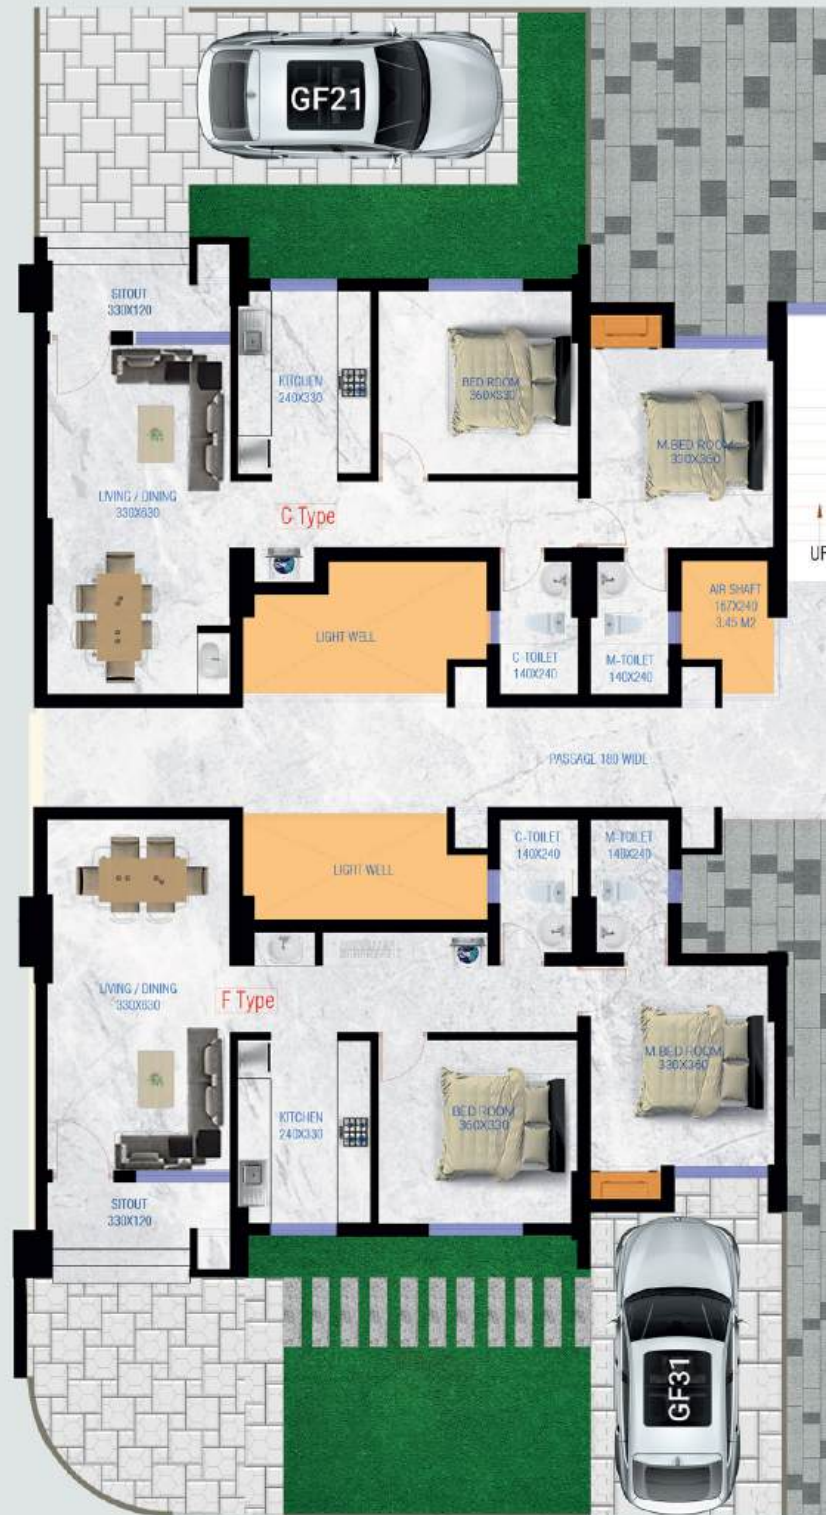 GF21
SITOUT
330X120
KITCHEN
240X330
BED ROOM
360X330
M.BED ROOM
330X360
LIVING / DINING
330X630
C Type
UP
LIGHT WELL
C-TOILET
140X240
M-TOILET
140X240
AIR SHAFT
167X240
3.45 M2
PASSAGE 180 WIDE
LIGHT WELL
C-TOILET
140X240
M-TOILET
140X240
LIVING / DINING
330X630
F Type
M.BED ROOM
330X360
KITCHEN
240X330
BED ROOM
360X330
SITOUT
330X120
GF31